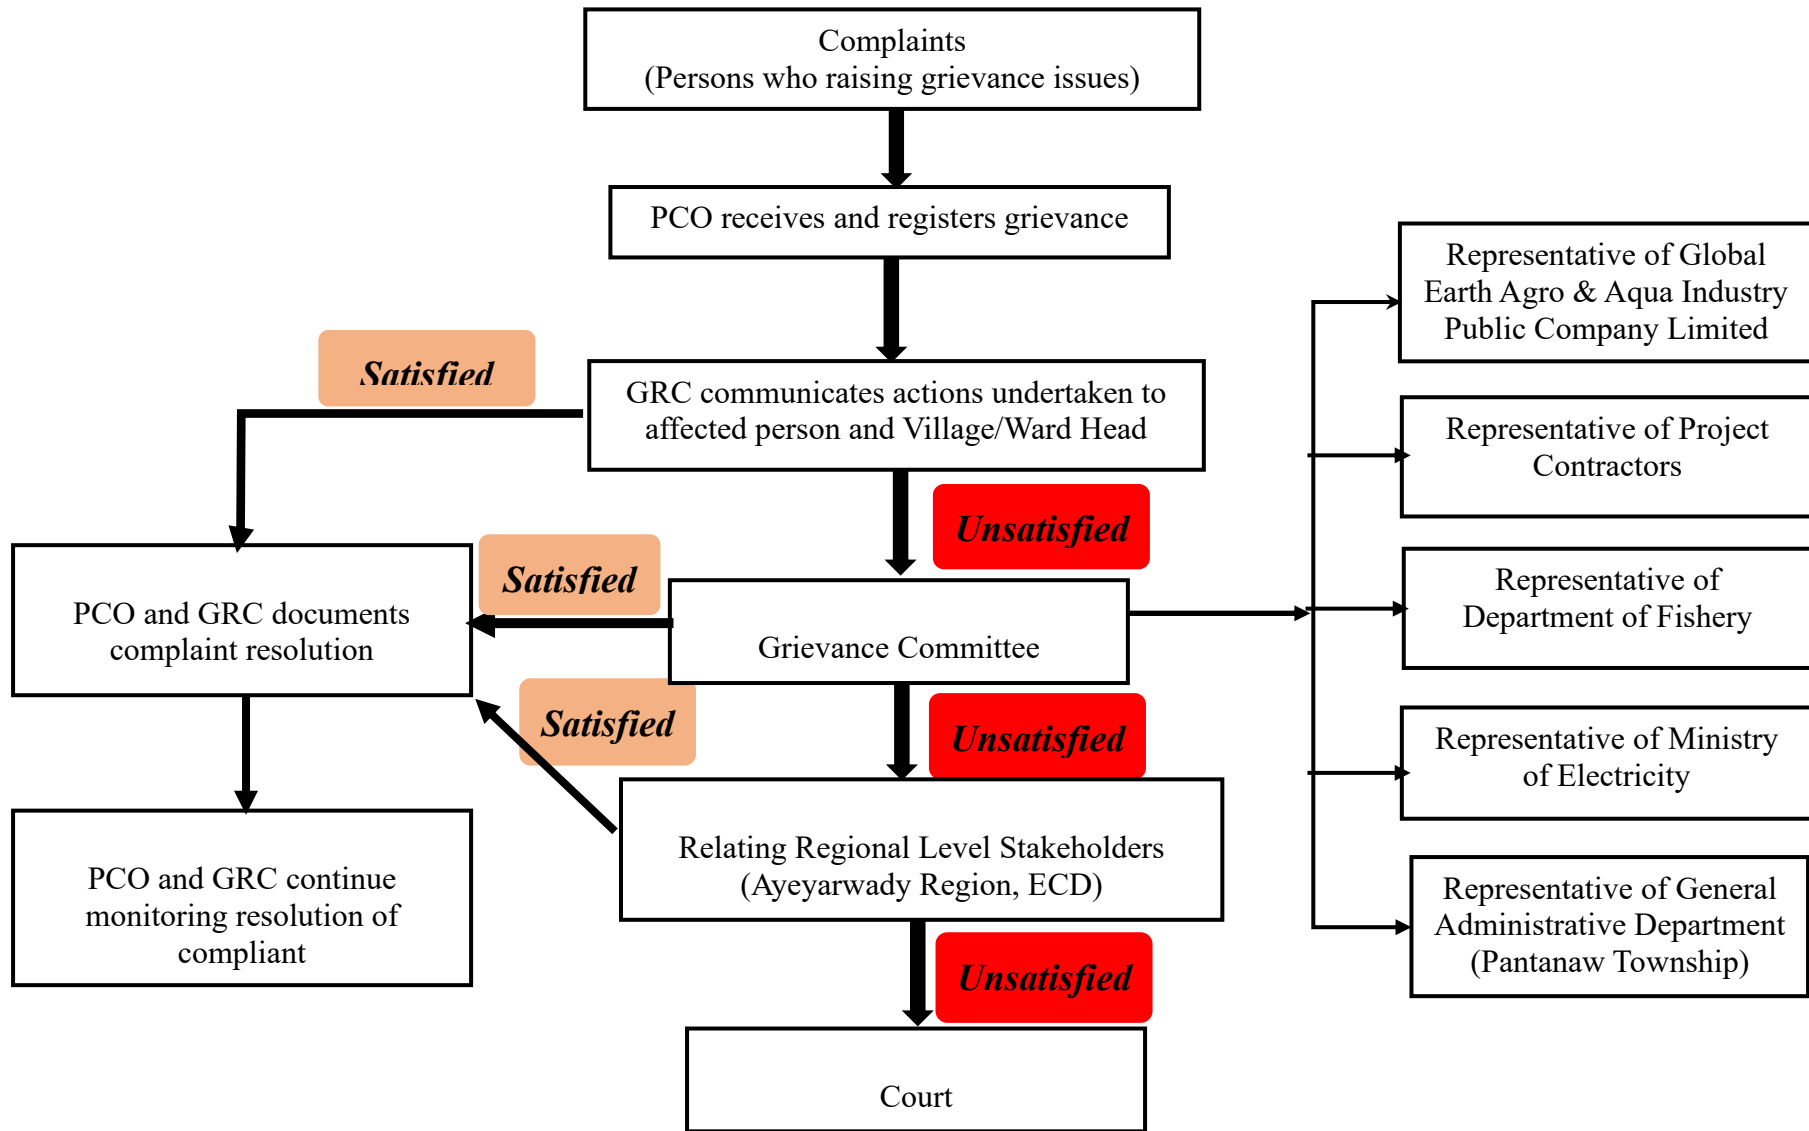 Complaints
(Persons who raising grievance issues)
PCO receives and registers grievance
Representative of Global
Earth Agro & Aqua Industry
Public Company Limited
Satisfied
GRC communicates actions undertaken to
affected person and Village/Ward Head
Representative of Project
Contractors
Unsatisfied
Satisfied
PCO and GRC documents
complaint resolution
Grievance Committee
Representative of
Department of Fishery
Satisfied
Unsatisfied
Representative of Ministry
of Electricity
Relating Regional Level Stakeholders
(Ayeyarwady Region, ECD)
PCO and GRC continue
monitoring resolution of
compliant
Representative of General
Administrative Department
(Pantanaw Township)
Unsatisfied
Court